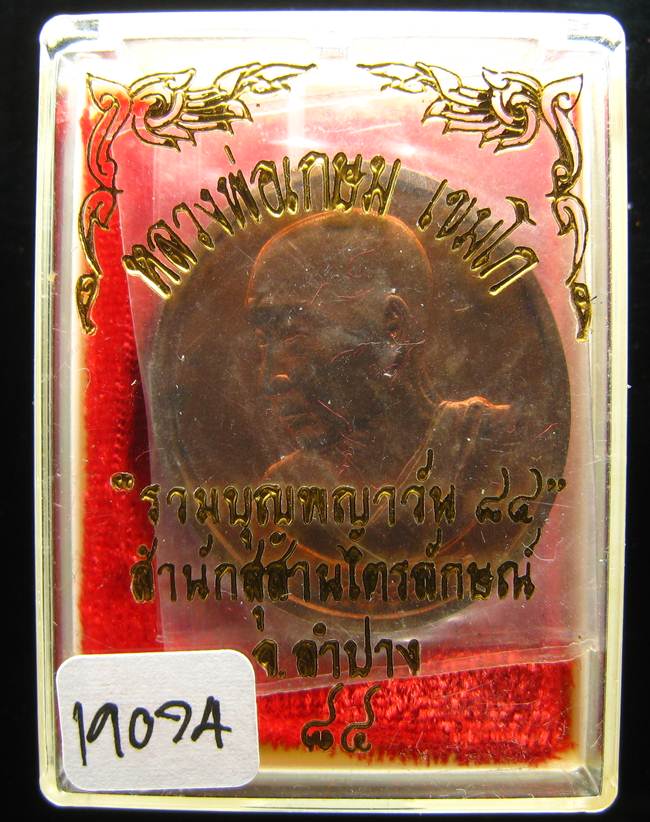 หลวงพ่อเกษม เขมโก
"รวมบุญพญาวัน ๘๔"
สำนักสุสานไตรลักษณ์
จ.ลำปาง
๘๔